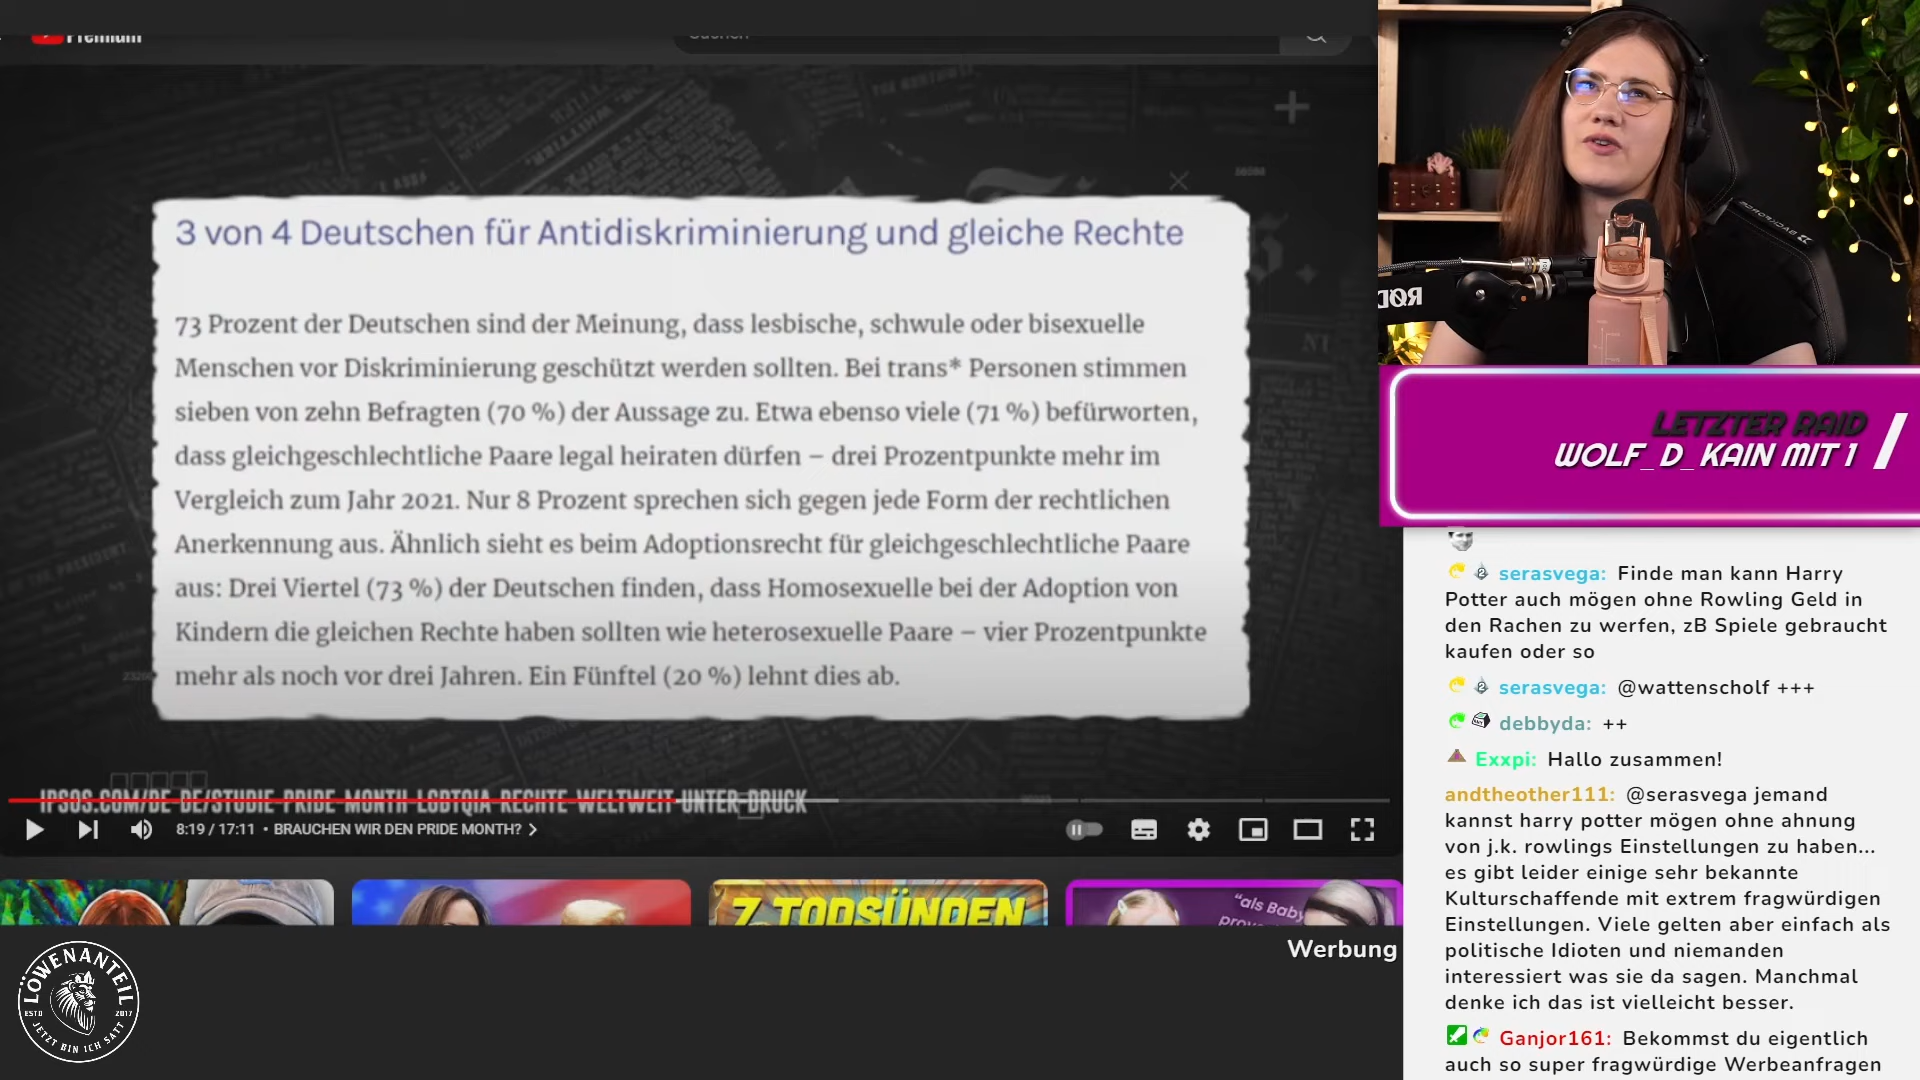 Premium
Suchen
3 von 4 Deutschen für Antidiskriminierung und gleiche Rechte
73 Prozent der Deutschen sind der Meinung, dass lesbische, schwule oder bisexuelle
Menschen vor Diskriminierung geschützt werden sollten. Bei trans* Personen stimmen
sieben von zehn Befragten (70 %) der Aussage zu. Etwa ebenso viele (71 %) befürworten,
dass gleichgeschlechtliche Paare legal heiraten dürfen – drei Prozentpunkte mehr im
Vergleich zum Jahr 2021. Nur 8 Prozent sprechen sich gegen jede Form der rechtlichen
Anerkennung aus. Ähnlich sieht es beim Adoptionsrecht für gleichgeschlechtliche Paare
aus: Drei Viertel (73 %) der Deutschen finden, dass Homosexuelle bei der Adoption von
Kindern die gleichen Rechte haben sollten wie heterosexuelle Paare – vier Prozentpunkte
mehr als noch vor drei Jahren. Ein Fünftel (20 %) lehnt dies ab.
IPSOS.COM/DE-DE/STUDIE-PRIDE-MONTH-LGBTQIA-RECHTE-WELTWEIT-UNTER-DRUCK
8:19 / 17:11 • BRAUCHEN WIR DEN PRIDE MONTH?
7 TODSÜNDEN
"als Baby
Werbung
LÖWENANTEIL
ESTD 2017
JETZT BIN ICH SATT
RØDE
LETZTER RAID
WOLF_D_KAIN MIT 1
serasvega: Finde man kann Harry
Potter auch mögen ohne Rowling Geld in
den Rachen zu werfen, zB Spiele gebraucht
kaufen oder so
serasvega: @wattenscholf +++
debbyda: ++
Exxpi: Hallo zusammen!
andtheother111: @serasvega jemand
kannst harry potter mögen ohne ahnung
von j.k. rowlings Einstellungen zu haben...
es gibt leider einige sehr bekannte
Kulturschaffende mit extrem fragwürdigen
Einstellungen. Viele gelten aber einfach als
politische Idioten und niemanden
interessiert was sie da sagen. Manchmal
denke ich das ist vielleicht besser.
Ganjor161: Bekommst du eigentlich
auch so super fragwürdige Werbeanfragen